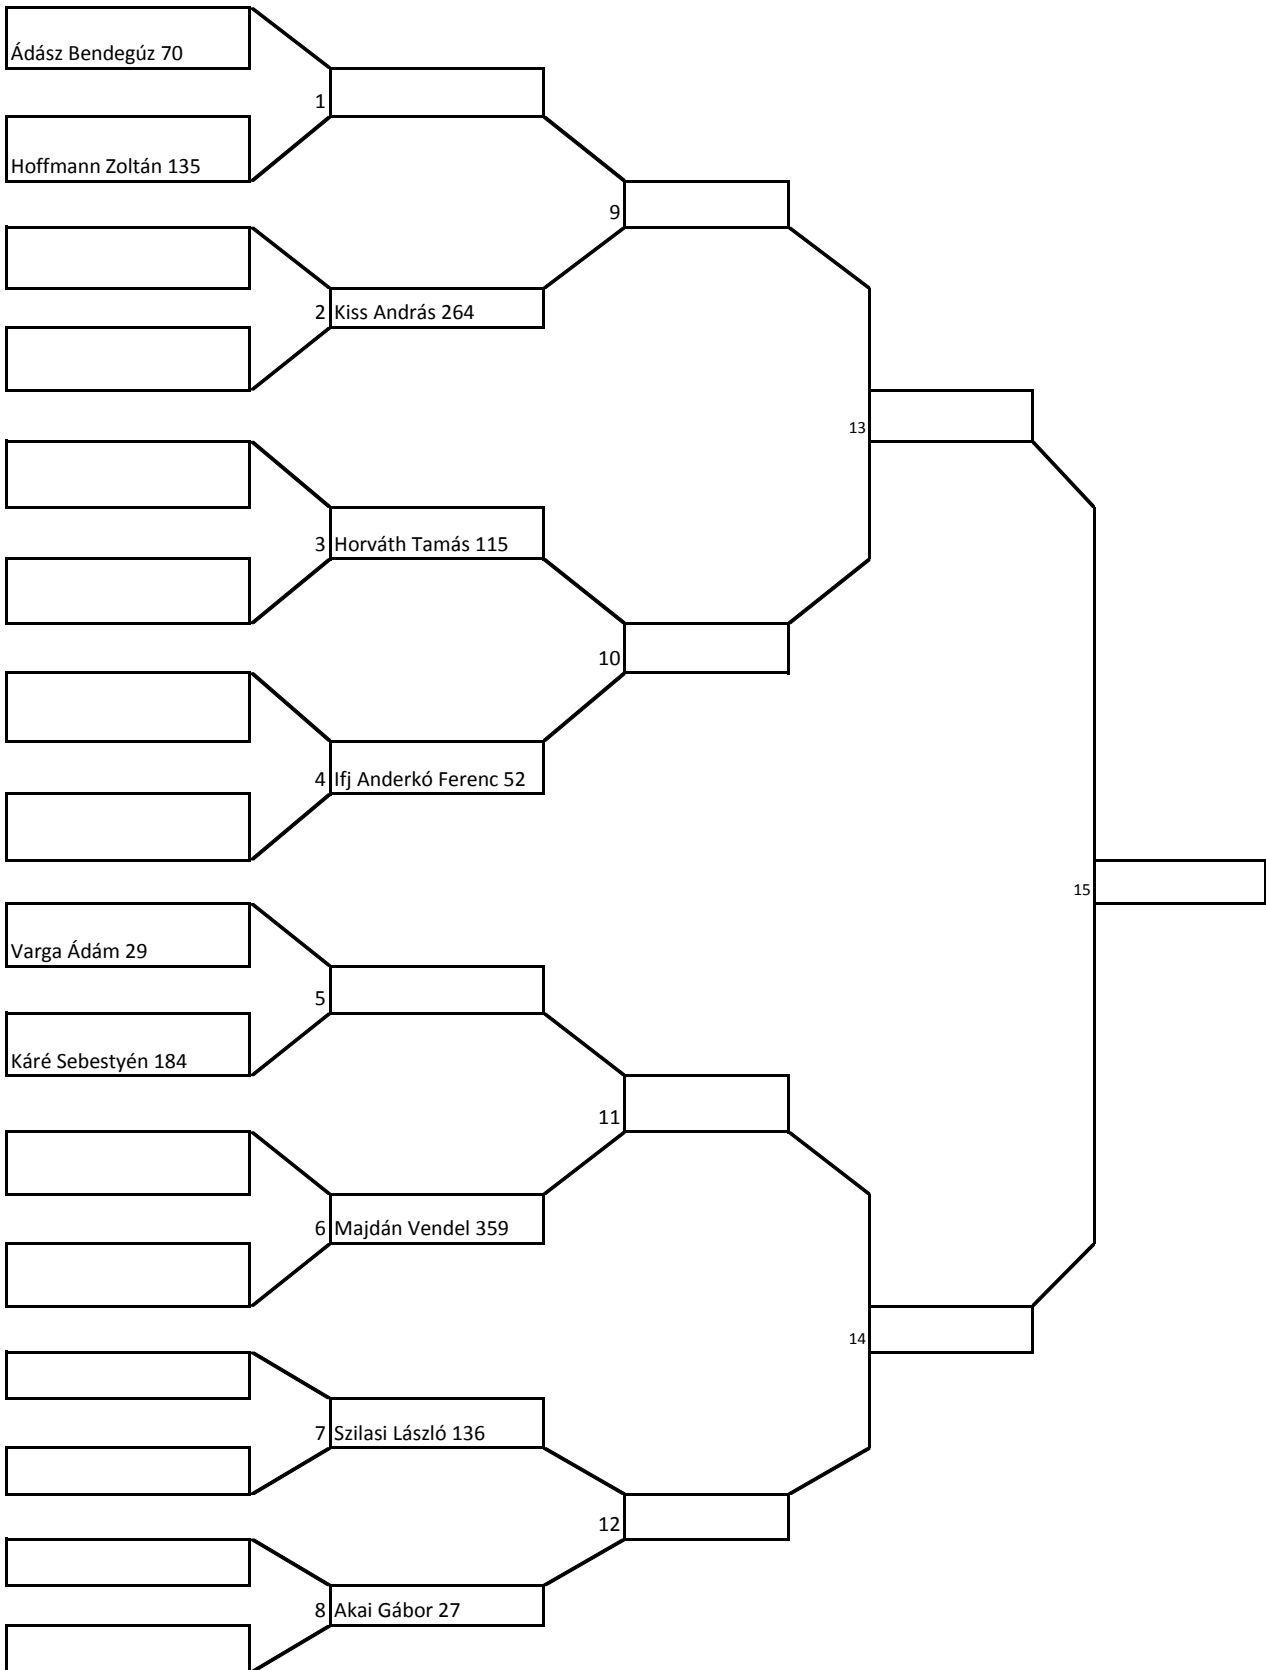 Ádász Bendegúz 70
1
Hoffmann Zoltán 135
9
2 Kiss András 264
13
3 Horváth Tamás 115
10
4 Ifj Anderkó Ferenc 52
15
Varga Ádám 29
5
Káré Sebestyén 184
11
6 Majdán Vendel 359
14
7 Szilasi László 136
12
8 Akai Gábor 27